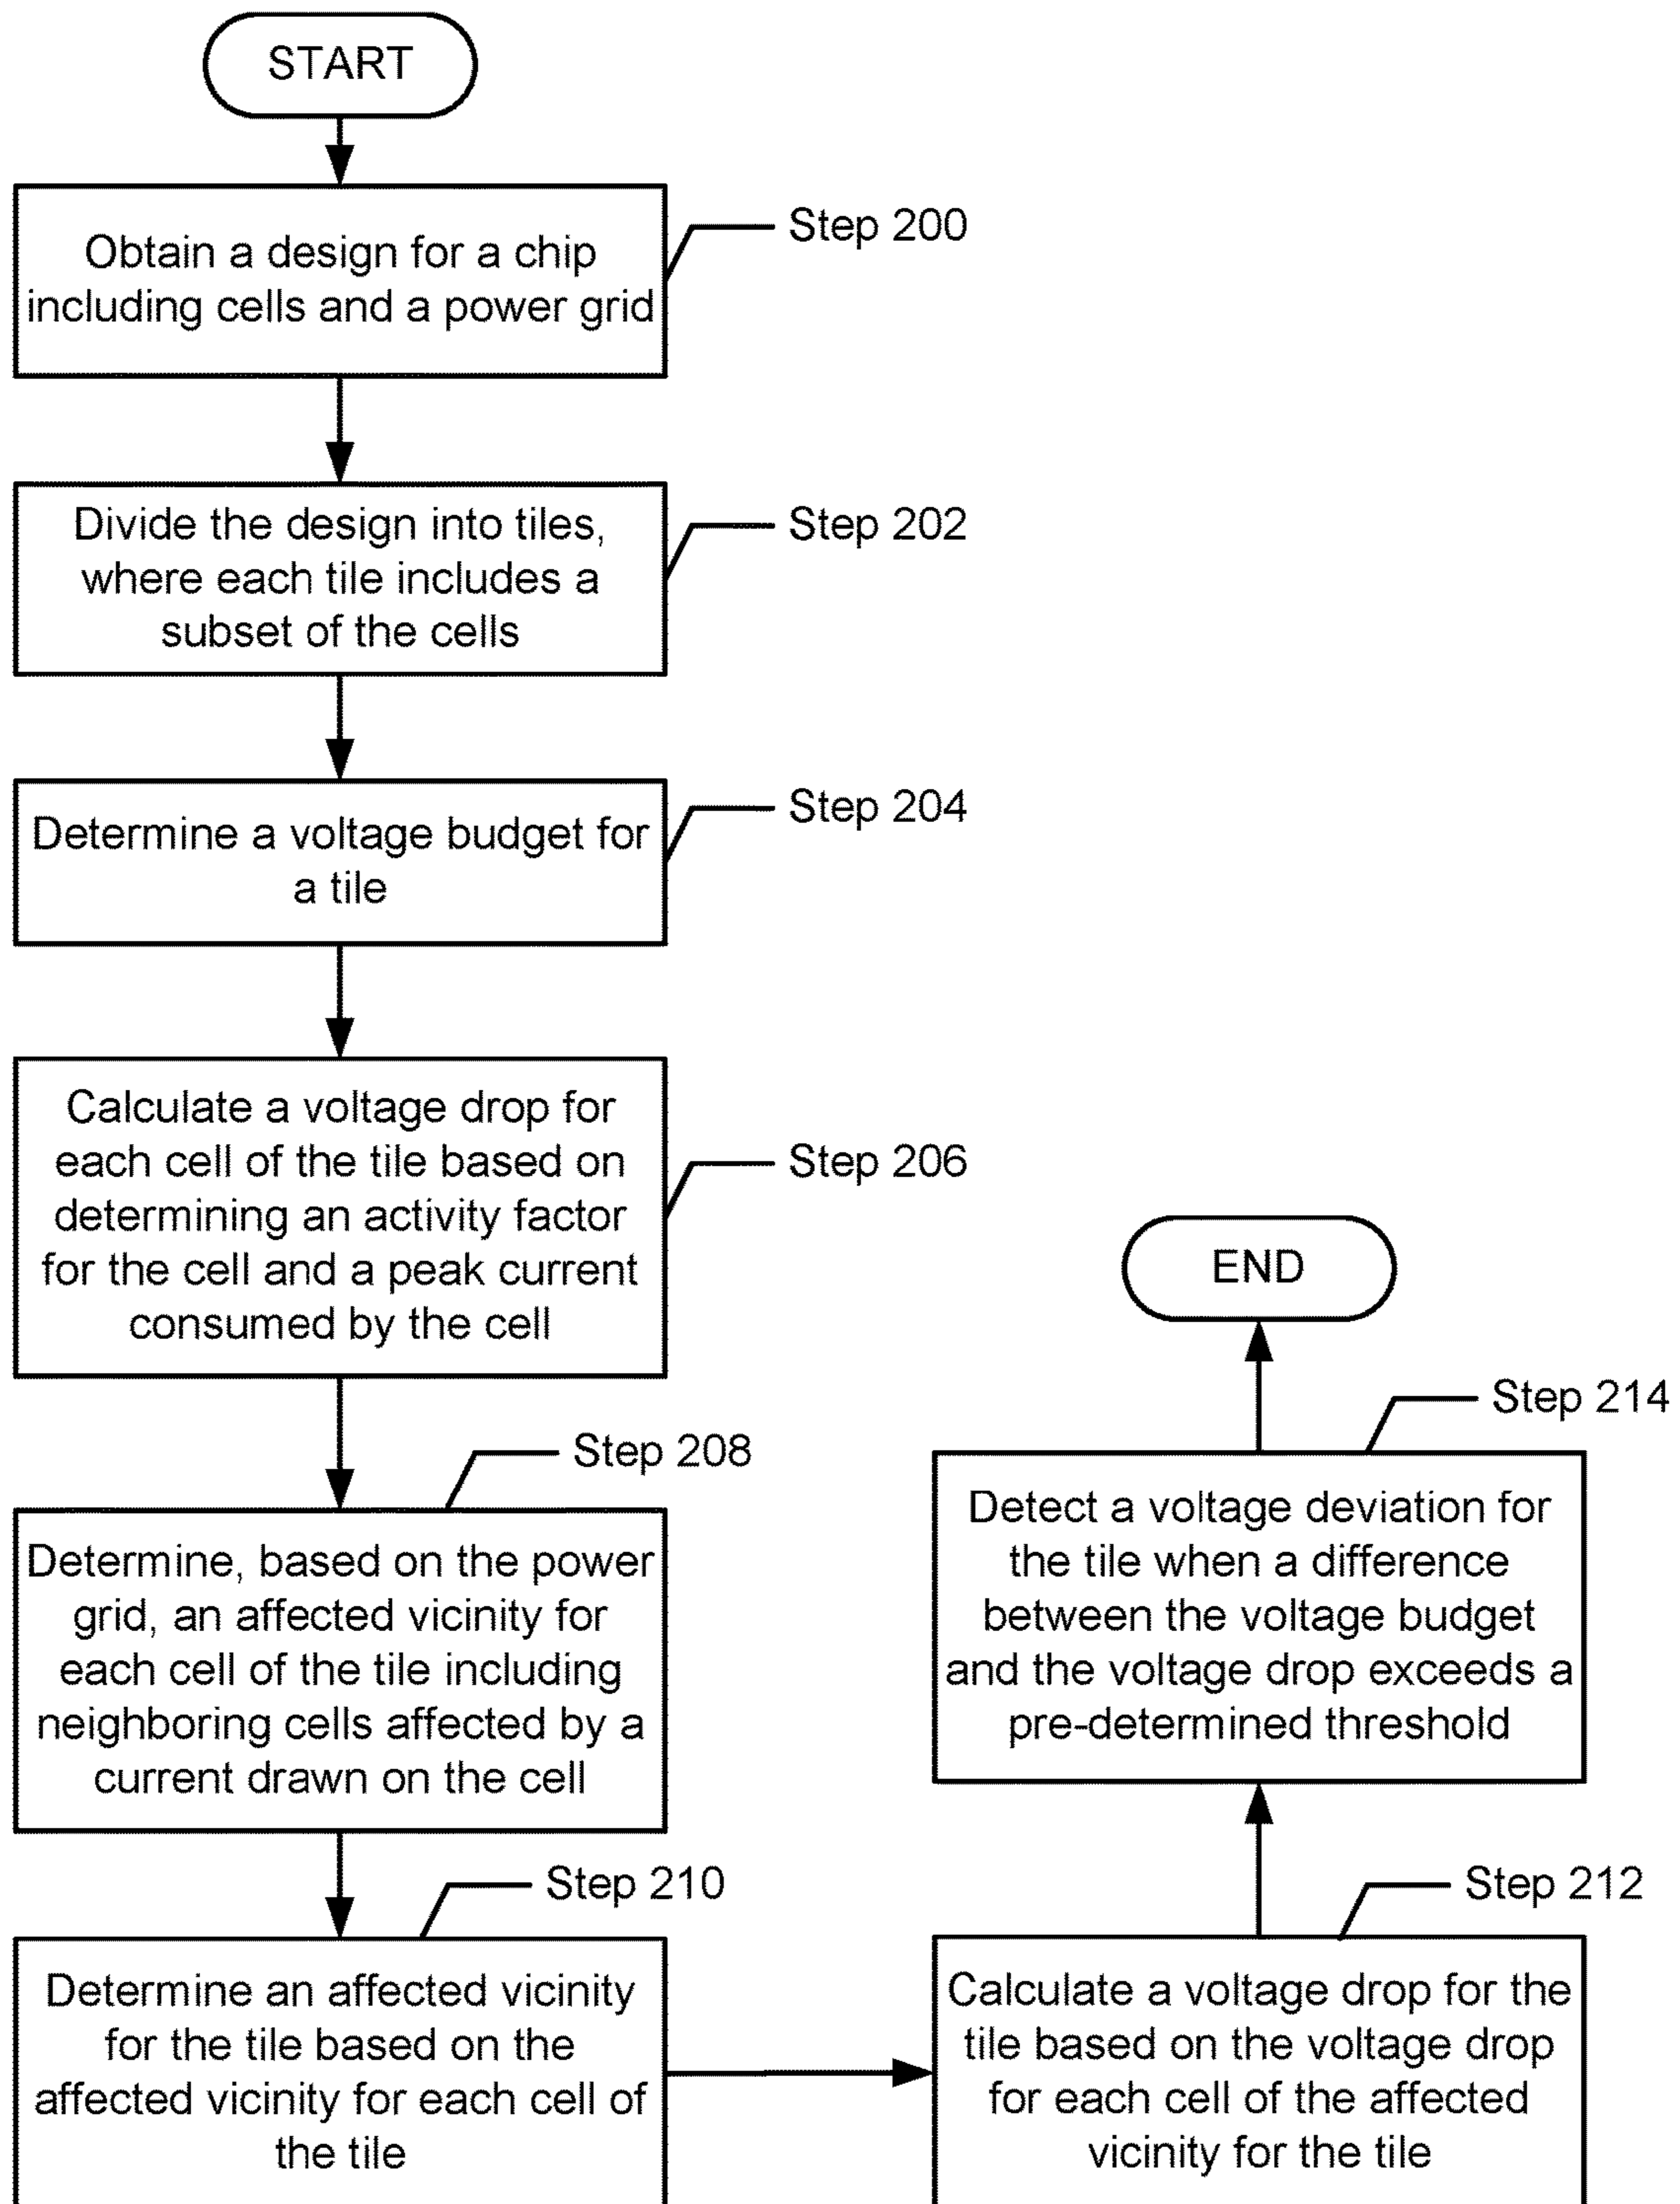 START
Obtain a design for a chip
including cells and a power grid
Step 200
Divide the design into tiles,
where each tile includes a
subset of the cells
Step 202
Determine a voltage budget for
a tile
Step 204
Calculate a voltage drop for
each cell of the tile based on
determining an activity factor
for the cell and a peak current
consumed by the cell
Step 206
Step 208
Determine, based on the power
grid, an affected vicinity for
each cell of the tile including
neighboring cells affected by a
current drawn on the cell
Step 210
Determine an affected vicinity
for the tile based on the
affected vicinity for each cell of
the tile
Step 212
Calculate a voltage drop for the
tile based on the voltage drop
for each cell of the affected
vicinity for the tile
Step 214
Detect a voltage deviation for
the tile when a difference
between the voltage budget
and the voltage drop exceeds a
pre-determined threshold
END